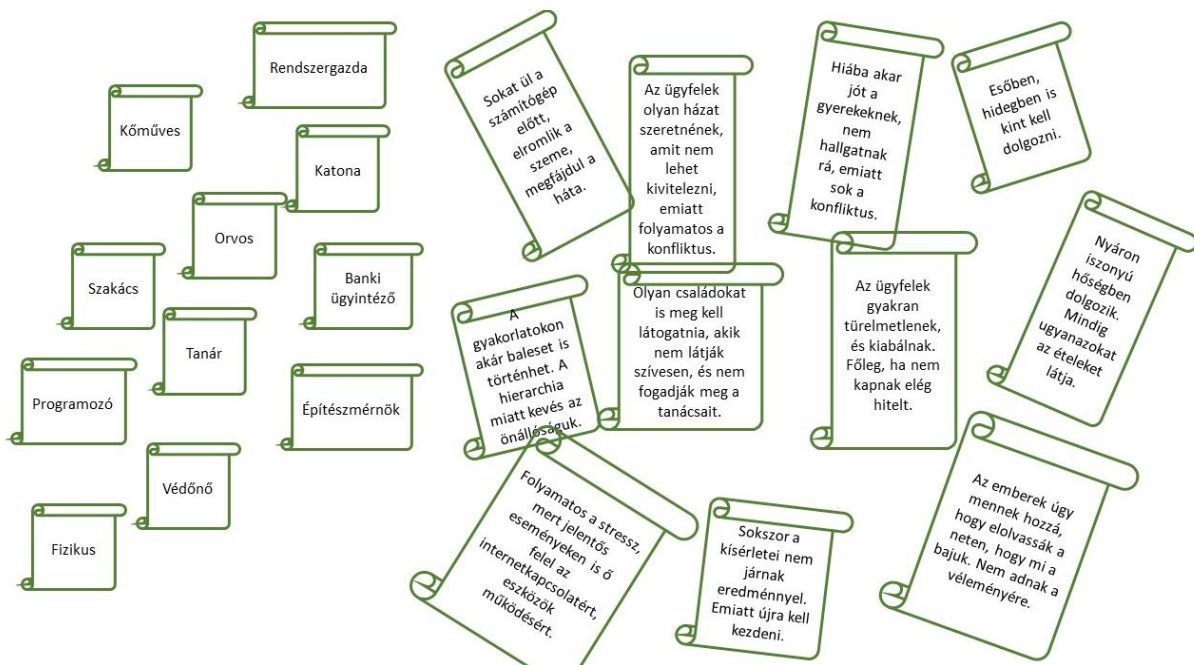 Rendszergazda
Kőműves
Katona
Orvos
Szakács
Banki
ügyintéző
Tanár
Programozó
Építészmérnök
Védőnő
Fizikus
Sokat ül a
számítógép
előtt,
elromlik a
szeme,
megfájdul a
háta.
Az ügyfelek
olyan házat
szeretnének,
amit nem
lehet
kivitelezni,
emiatt
folyamatos a
konfliktus.
Hiába akar
jót a
gyerekeknek,
nem
hallgatnak
rá, emiatt
sok a
konfliktus.
Esőben,
hidegben is
kint kell
dolgozni.
A
gyakorlatokon
akár baleset is
történhet. A
hierarchia
miatt kevés az
önállóságuk.
Olyan családokat
is meg kell
látogatnia, akik
nem látják
szívesen, és nem
fogadják meg a
tanácsait.
Az ügyfelek
gyakran
türelmetlenek,
és kiabálnak.
Főleg, ha nem
kapnak elég
hitelt.
Nyáron
iszonyú
hőségben
dolgozik.
Mindig
ugyanazokat
az ételeket
látja.
Folyamatos a stressz,
mert jelentős
eseményeken is ő
felel az
internetkapcsolatért,
eszközök
működésért.
Sokszor a
kísérletei nem
járnak
eredménnyel.
Emiatt újra kell
kezdeni.
Az emberek úgy
mennek hozzá,
hogy elolvassák a
neten, hogy mi a
bajuk. Nem adnak a
véleményére.